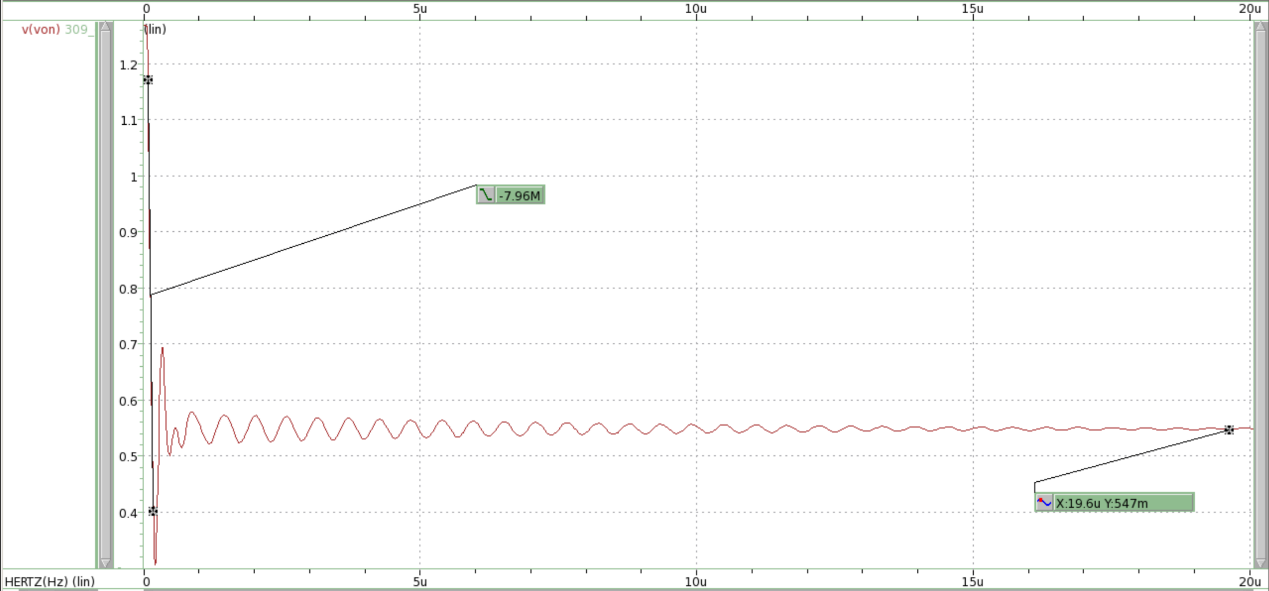 0 5u 10u 15u 20u
v(von) 309_
(lin)
1.2
1.1
1
-7.96M
0.9
0.8
0.7
0.6
0.5
X:19.6u Y:547m
0.4
HERTZ(Hz) (lin) 0 5u 10u 15u 20u